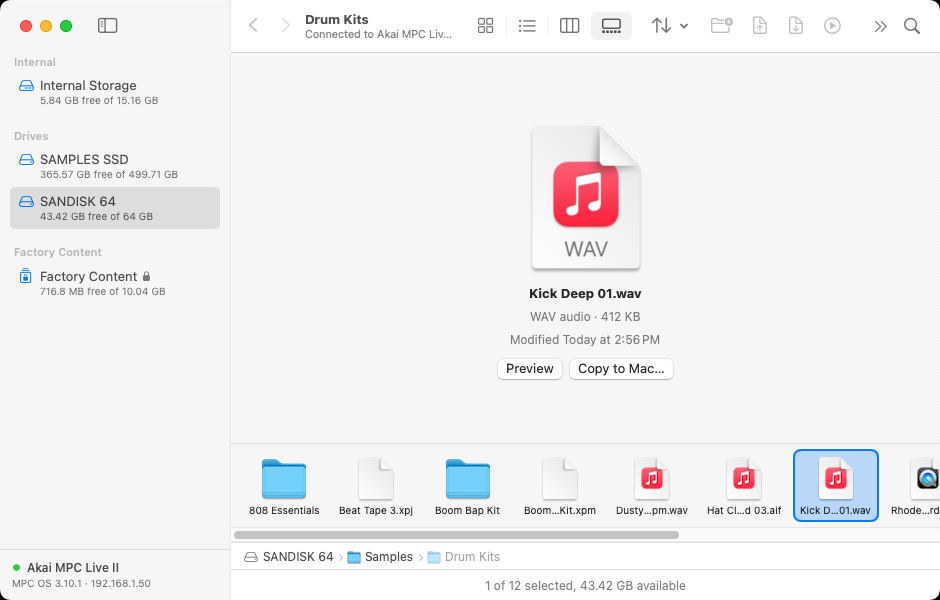 Internal
Internal Storage
5.84 GB free of 15.16 GB
Drives
SAMPLES SSD
365.57 GB free of 499.71 GB
SANDISK 64
43.42 GB free of 64 GB
Factory Content
Factory Content
716.8 MB free of 10.04 GB
Akai MPC Live II
MPC OS 3.10.1 · 192.168.1.50
Drum Kits
Connected to Akai MPC Liv...
WAV
Kick Deep 01.wav
WAV audio · 412 KB
Modified Today at 2:56 PM
Preview Copy to Mac...
808 Essentials Beat Tape 3.xpj Boom Bap Kit Boom...Kit.xpm Dusty...pm.wav Hat Cl...d 03.aif Kick D...01.wav Rhode...rd
SANDISK 64 › Samples › Drum Kits
1 of 12 selected, 43.42 GB available